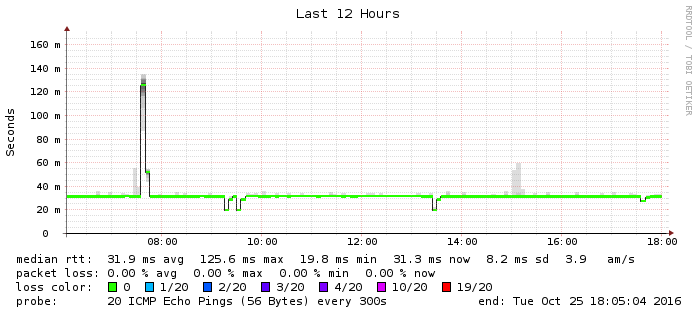 Last 12 Hours
RRDTOOL / TOBI OETIKER
Seconds
160 m
140 m
120 m
100 m
80 m
60 m
40 m
20 m
0
08:00 10:00 12:00 14:00 16:00 18:00
median rtt: 31.9 ms avg 125.6 ms max 19.8 ms min 31.3 ms now 8.2 ms sd 3.9 am/s
packet loss: 0.00 % avg 0.00 % max 0.00 % min 0.00 % now
loss color: 0 1/20 2/20 3/20 4/20 10/20 19/20
probe: 20 ICMP Echo Pings (56 Bytes) every 300s end: Tue Oct 25 18:05:04 2016